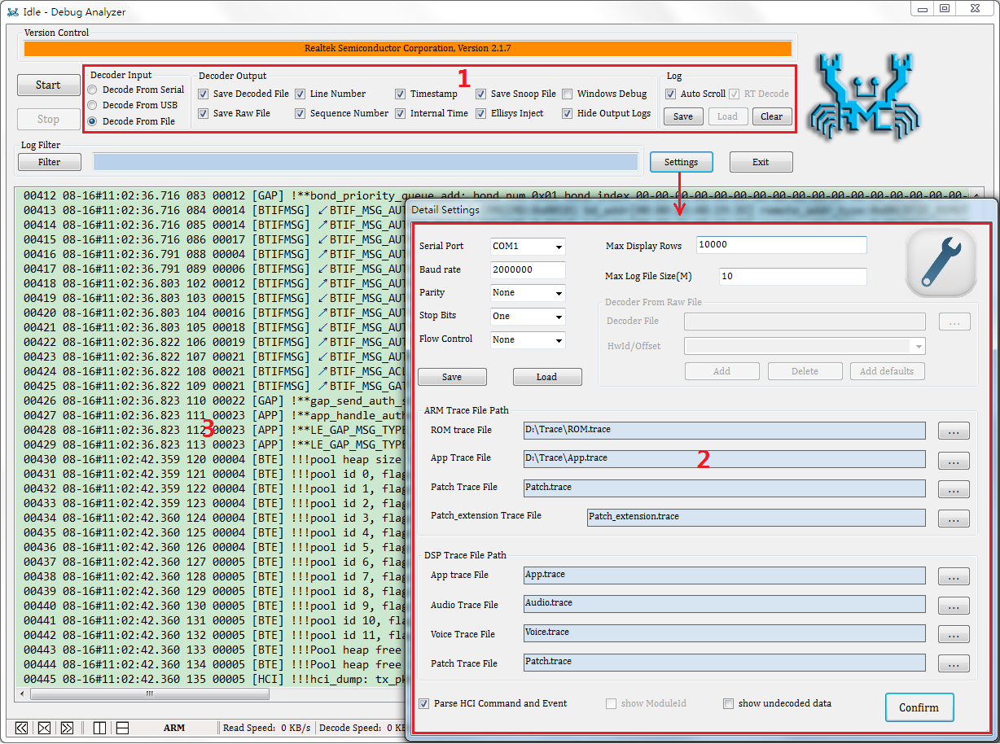 Idle - Debug Analyzer
Version Control
Realtek Semiconductor Corporation, Version 2.1.7
Start
Stop
Decoder Input
Decode From Serial
Decode From USB
Decode From File
Decoder Output
1
Save Decoded File
Line Number
Timestamp
Save Snoop File
Windows Debug
Save Raw File
Sequence Number
Internal Time
Ellisys Inject
Hide Output Logs
Log
Auto Scroll
RT Decode
Save
Load
Clear
RMC
Log Filter
Filter
Settings
Exit
00412 08-16#11:02:36.716 083 00012 [GAP] !**bond_priority_queue_add: bond_num 0x01 bond_index 00-00-00-00-00-00-00-00-00-00-00-00-
00413 08-16#11:02:36.716 084 00014 [BTIFMSG] ↙BTIF_MSG_AUT
00414 08-16#11:02:36.716 085 00014 [BTIFMSG] ↗BTIF_MSG_AUT
00415 08-16#11:02:36.716 086 00017 [BTIFMSG] ↙BTIF_MSG_AUT
00416 08-16#11:02:36.791 088 00004 [BTIFMSG] ↗BTIF_MSG_AUT
00417 08-16#11:02:36.791 089 00006 [BTIFMSG] ↙BTIF_MSG_AUT
00418 08-16#11:02:36.803 102 00012 [BTIFMSG] ↗BTIF_MSG_AUT
00419 08-16#11:02:36.803 103 00015 [BTIFMSG] ↙BTIF_MSG_AUT
00420 08-16#11:02:36.803 104 00016 [BTIFMSG] ↗BTIF_MSG_AUT
00421 08-16#11:02:36.803 105 00018 [BTIFMSG] ↙BTIF_MSG_AUT
00422 08-16#11:02:36.822 106 00019 [BTIFMSG] ↗BTIF_MSG_AUT
00423 08-16#11:02:36.822 107 00021 [BTIFMSG] ↙BTIF_MSG_AUT
00424 08-16#11:02:36.822 108 00021 [BTIFMSG] ↗BTIF_MSG_ACL
00425 08-16#11:02:36.822 109 00021 [BTIFMSG] ↗BTIF_MSG_GAT
00426 08-16#11:02:36.823 110 00022 [GAP] !**gap_send_auth_s
00427 08-16#11:02:36.823 111 00023 [APP] !**app_handle_auth
00428 08-16#11:02:36.823 112 00023 [APP] !**LE_GAP_MSG_TYPE
3
00429 08-16#11:02:36.823 113 00023 [APP] !**LE_GAP_MSG_TYPE
00430 08-16#11:02:42.359 120 00004 [BTE] !!!pool heap size
00431 08-16#11:02:42.359 121 00004 [BTE] !!!pool id 0, flag
00432 08-16#11:02:42.359 122 00004 [BTE] !!!pool id 1, flag
00433 08-16#11:02:42.359 123 00004 [BTE] !!!pool id 2, flag
00434 08-16#11:02:42.360 124 00004 [BTE] !!!pool id 3, flag
00435 08-16#11:02:42.360 125 00004 [BTE] !!!pool id 4, flag
00436 08-16#11:02:42.360 126 00004 [BTE] !!!pool id 5, flag
00437 08-16#11:02:42.360 127 00005 [BTE] !!!pool id 6, flag
00438 08-16#11:02:42.360 128 00005 [BTE] !!!pool id 7, flag
00439 08-16#11:02:42.360 129 00005 [BTE] !!!pool id 8, flag
00440 08-16#11:02:42.360 130 00005 [BTE] !!!pool id 9, flag
00441 08-16#11:02:42.360 131 00005 [BTE] !!!pool id 10, fla
00442 08-16#11:02:42.360 132 00005 [BTE] !!!pool id 11, fla
00443 08-16#11:02:42.360 133 00005 [BTE] !!!Pool heap free
00444 08-16#11:02:42.360 134 00005 [BTE] !!!Pool heap free
00445 08-16#11:02:42.360 135 00005 [HCI] !!!hci_dump: tx_pk
ARM
Read Speed: 0 KB/s
Decode Speed: 0 KB
Detail Settings
Serial Port
COM1
Baud rate
2000000
Parity
None
Stop Bits
One
Flow Control
None
Save
Load
Max Display Rows
10000
Max Log File Size(M)
10
Decoder From Raw File
Decoder File
...
HwId/Offset
Add
Delete
Add defaults
ARM Trace File Path
ROM trace File
D:\Trace\ROM.trace
...
App Trace File
D:\Trace\App.trace
2
...
Patch Trace File
Patch.trace
...
Patch_extension Trace File
Patch_extension.trace
...
DSP Trace File Path
App trace File
App.trace
...
Audio Trace File
Audio.trace
...
Voice Trace File
Voice.trace
...
Patch Trace File
Patch.trace
...
Parse HCI Command and Event
show ModuleId
show undecoded data
Confirm